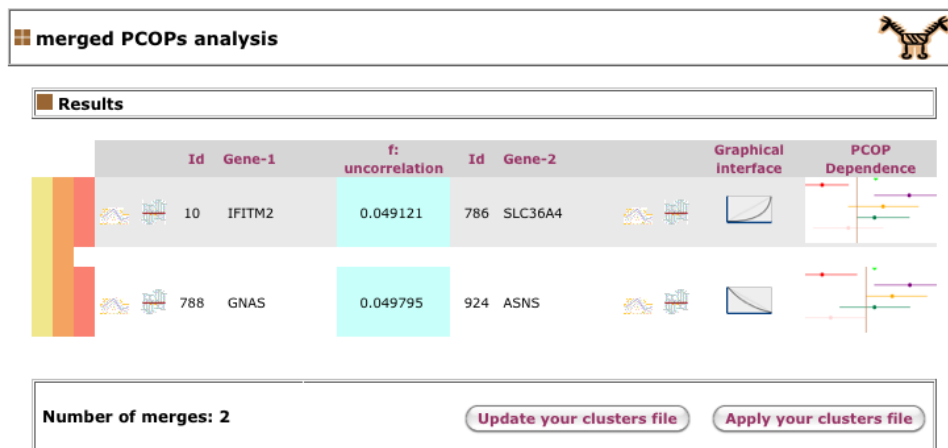 merged PCOPs analysis
Results
Id Gene-1 f: uncorrelation Id Gene-2 Graphical interface PCOP Dependence
10 IFITM2 0.049121 786 SLC36A4
788 GNAS 0.049795 924 ASNS
Number of merges: 2 Update your clusters file Apply your clusters file